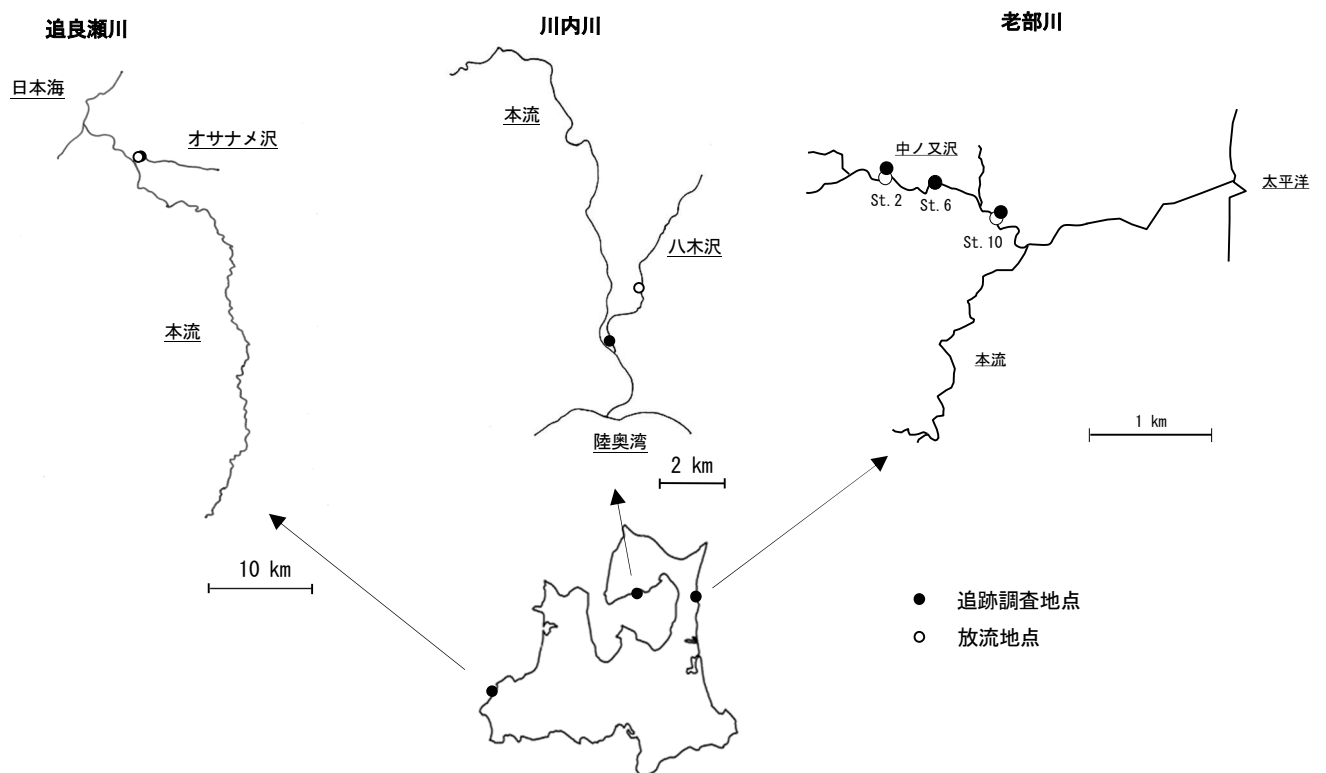 追良瀬川
日本海
オサナメ沢
本流
10 km
川内川
本流
八木沢
陸奥湾
2 km
老部川
中ノ又沢
St.2
St.6
St.10
太平洋
本流
1 km
追跡調査地点
放流地点